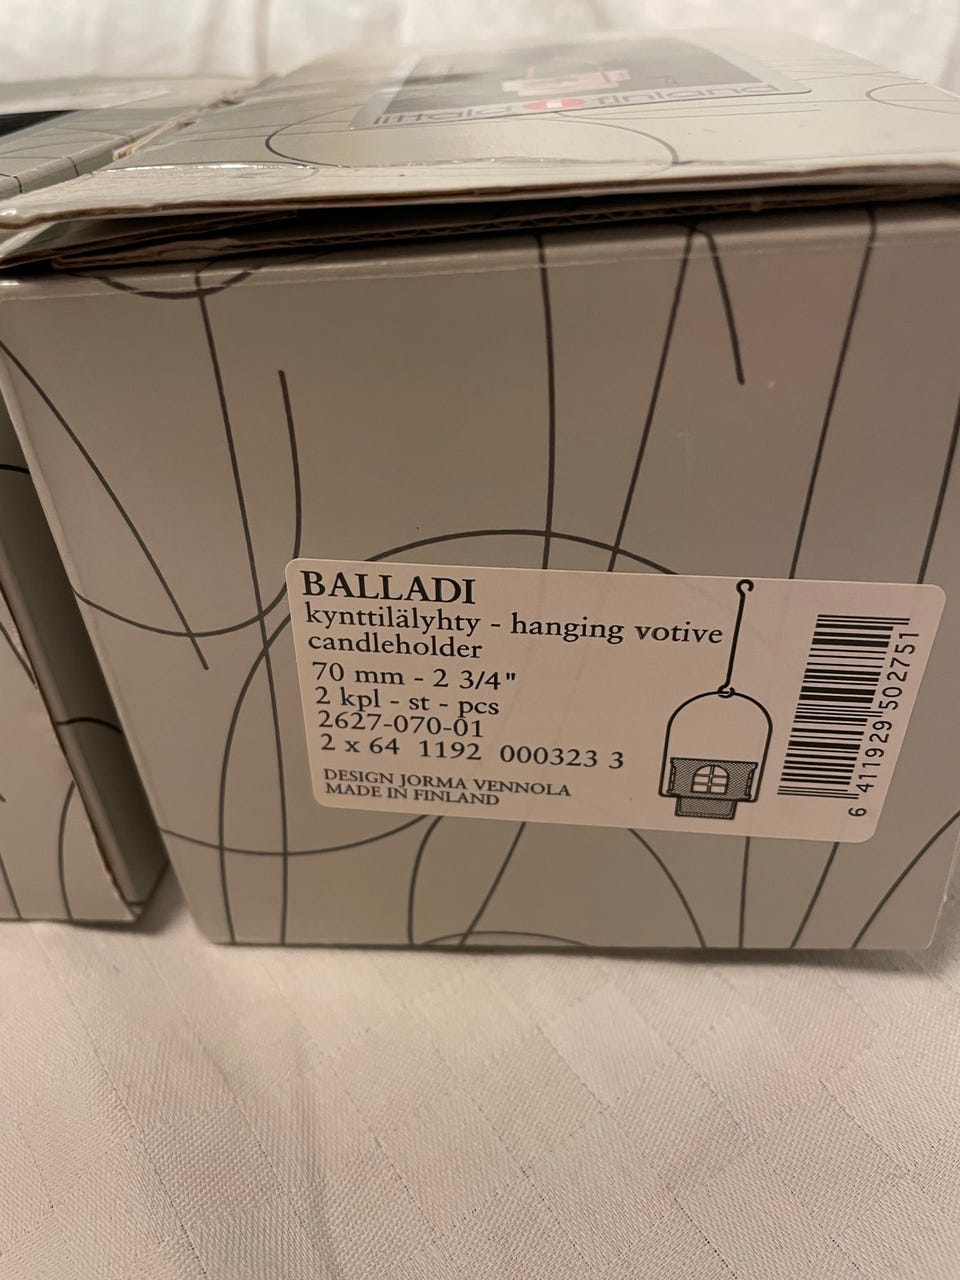 iittala finland
BALLADI
kynttilälyhty - hanging votive
candleholder
70 mm - 2 3/4"
2 kpl - st - pcs
2627-070-01
2 x 64 1192 000323 3
DESIGN JORMA VENNOLA
MADE IN FINLAND
6 411929 502751